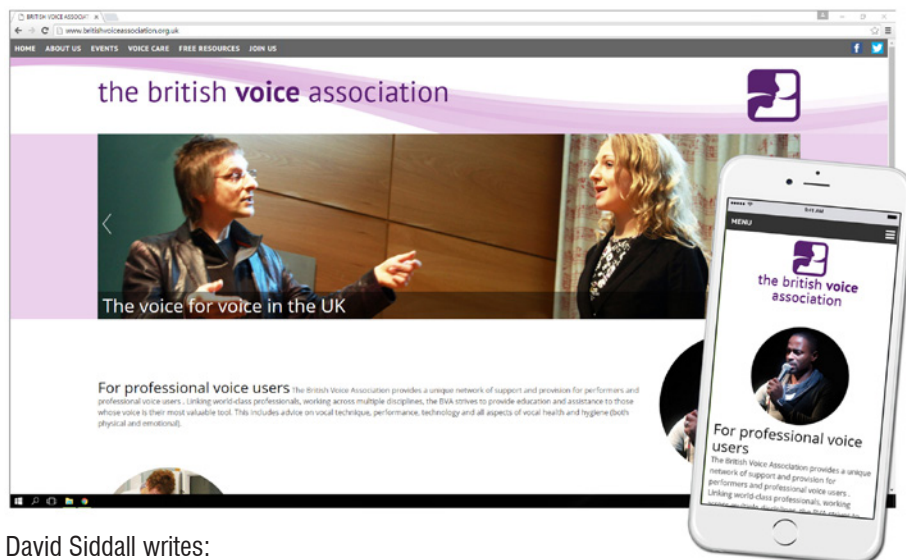 BRITISH VOICE ASSOCIAT
www.britishvoiceassociation.org.uk
HOME ABOUT US EVENTS VOICE CARE FREE RESOURCES JOIN US
the british voice association
The voice for voice in the UK
For professional voice users The British Voice Association provides a unique network of support and provision for performers and
professional voice users . Linking world-class professionals, working across multiple disciplines, the BVA strives to provide education and assistance to those
whose voice is their most valuable tool. This includes advice on vocal technique, performance, technology and all aspects of vocal health and hygiene (both
physical and emotional).
9:41 AM
MENU
the british voice
association
For professional voice
users
The British Voice Association provides a unique
network of support and provision for
performers and professional voice users .
Linking world-class professionals, working
David Siddall writes: